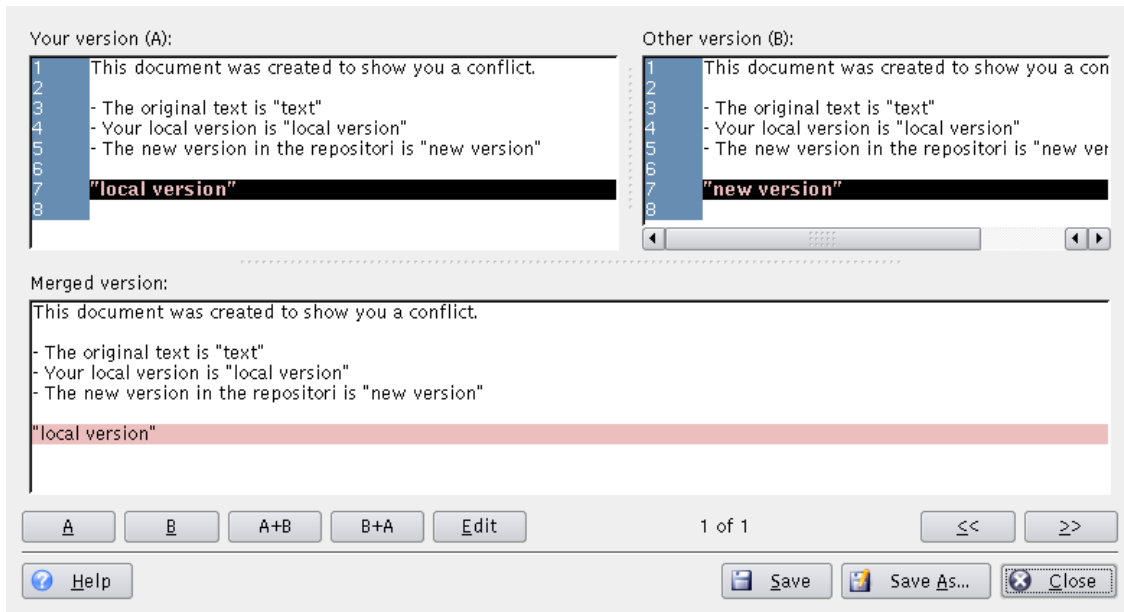 Your version (A):
1 This document was created to show you a conflict.
2
3 - The original text is "text"
4 - Your local version is "local version"
5 - The new version in the repositori is "new version"
6
7 "local version"
8
Other version (B):
1 This document was created to show you a con
2
3 - The original text is "text"
4 - Your local version is "local version"
5 - The new version in the repositori is "new ver
6
7 "new version"
8
Merged version:
This document was created to show you a conflict.
- The original text is "text"
- Your local version is "local version"
- The new version in the repositori is "new version"
"local version"
A B A+B B+A Edit 1 of 1 << >>
Help Save Save As... Close